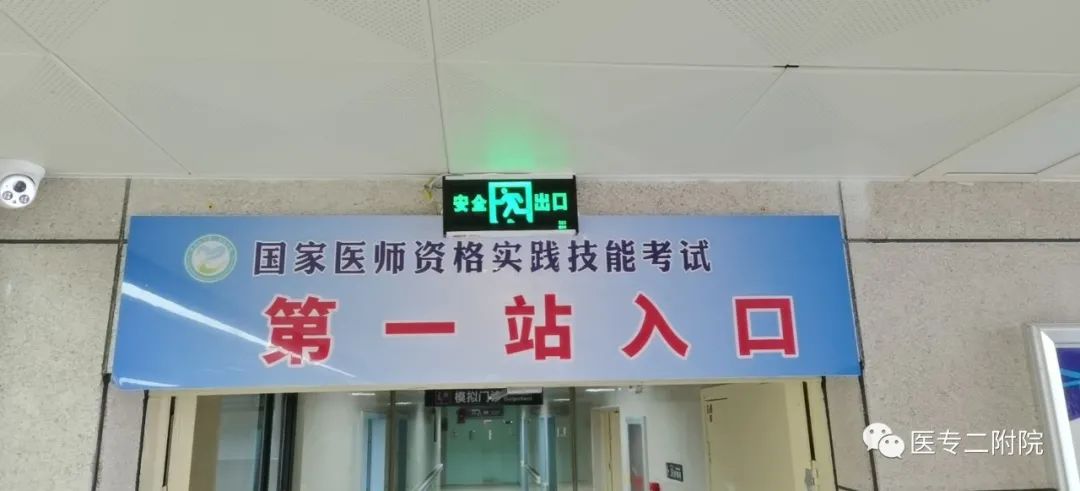 安全出口
国家医师资格实践技能考试
第一站入口
模拟门诊
医专二附院